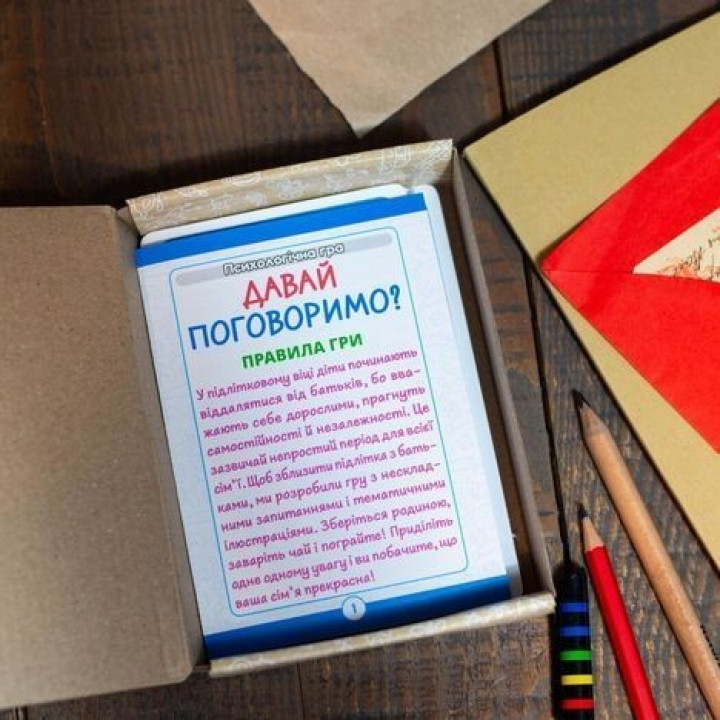 Психологічна гра
ДАВАЙ
ПОГОВОРИМО?
ПРАВИЛА ГРИ
У підлітковому віці діти починають
віддалятися від батьків, бо вва-
жають себе дорослими, прагнуть
самостійності й незалежності. Це
зазвичай непростий період для всієї
сім'ї. Щоб зблизити підлітка з бать-
ками, ми розробили гру з несклад-
ними запитаннями і тематичними
ілюстраціями. Зберіться родиною,
заваріть чай і пограйте! Приділіть
одне одному увагу і ви побачите, що
ваша сім'я прекрасна!
1